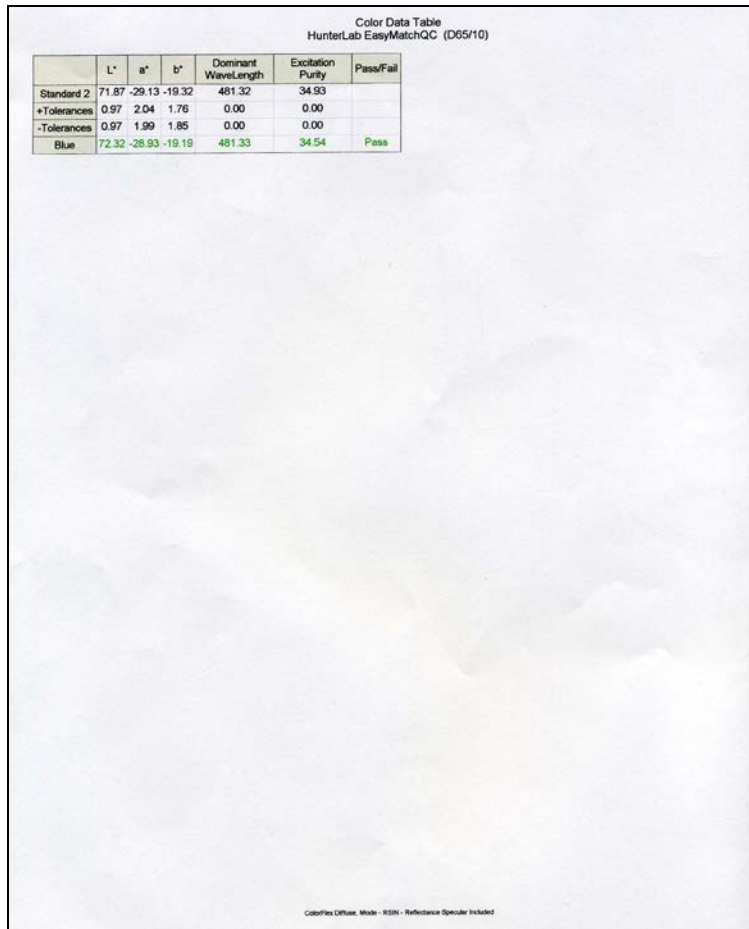 Color Data Table
HunterLab EasyMatchQC (D65/10)
L* a* b* Dominant WaveLength Excitation Purity Pass/Fail
Standard 2 71.87 -29.13 -19.32 481.32 34.93
+Tolerances 0.97 2.04 1.76 0.00 0.00
-Tolerances 0.97 1.99 1.85 0.00 0.00
Blue 72.32 -28.93 -19.19 481.33 34.54 Pass
ColorFlex Diffuse, Mode - RSIN - Reflectance Specular Included